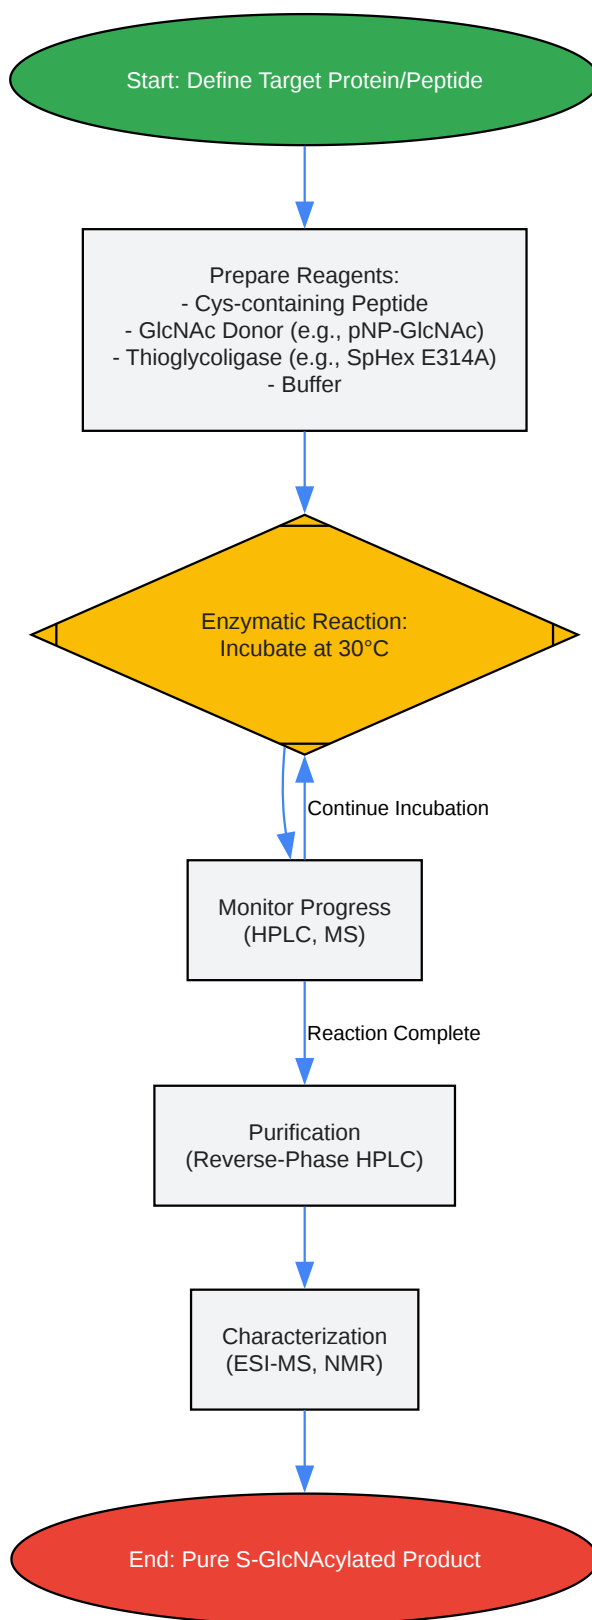 Start: Define Target Protein/Peptide
Prepare Reagents:
- Cys-containing Peptide
- GlcNAc Donor (e.g., pNP-GlcNAc)
- Thioglycoligase (e.g., SpHex E314A)
- Buffer
Enzymatic Reaction:
Incubate at 30°C
Continue Incubation
Monitor Progress
(HPLC, MS)
Reaction Complete
Purification
(Reverse-Phase HPLC)
Characterization
(ESI-MS, NMR)
End: Pure S-GlcNAcylated Product